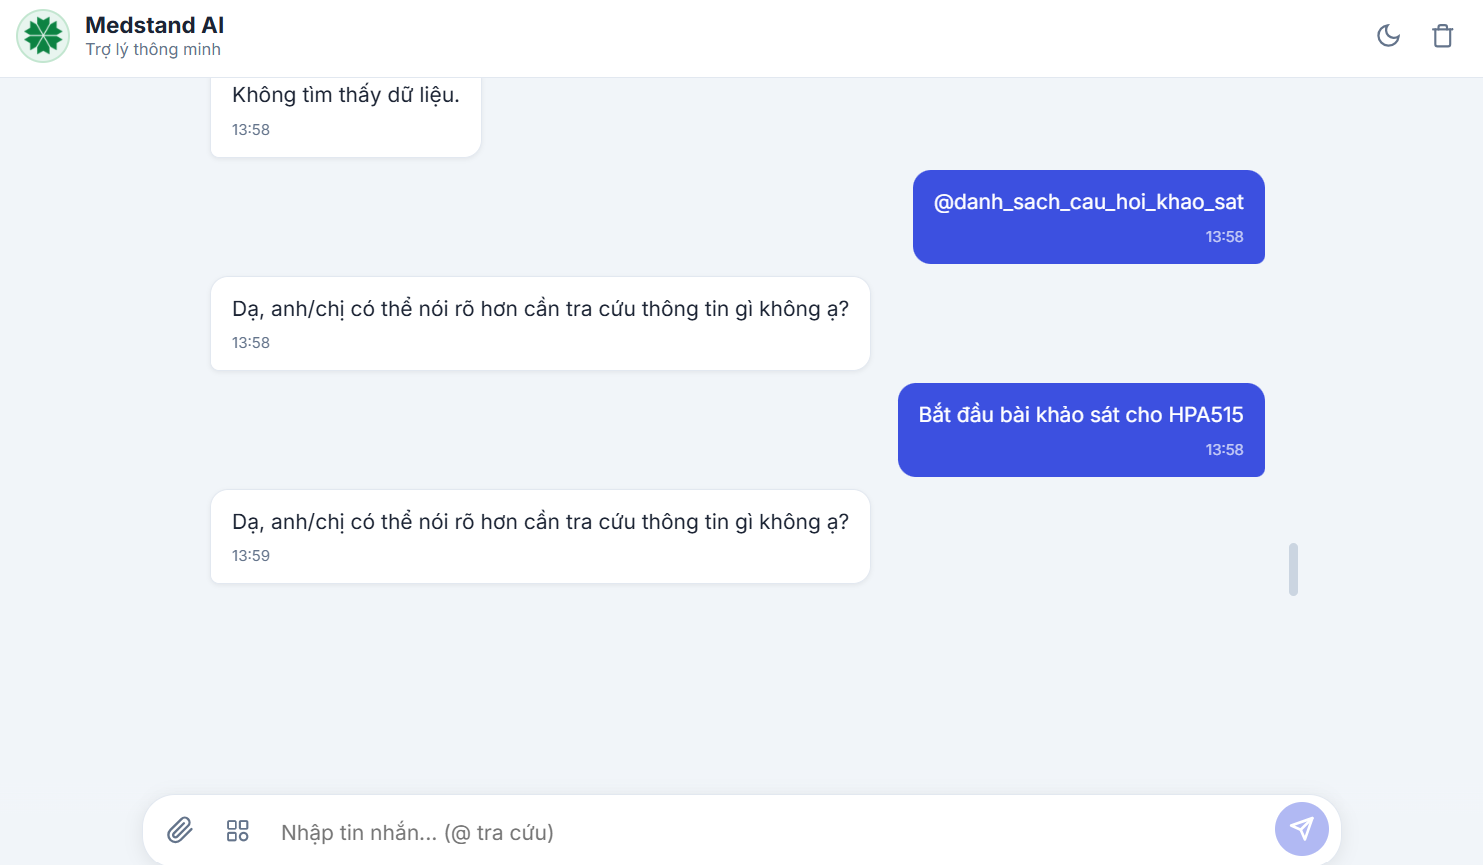 Medstand AI
Trợ lý thông minh
Không tìm thấy dữ liệu.
13:58
@danh_sach_cau_hoi_khao_sat
13:58
Dạ, anh/chị có thể nói rõ hơn cần tra cứu thông tin gì không ạ?
13:58
Bắt đầu bài khảo sát cho HPA515
13:58
Dạ, anh/chị có thể nói rõ hơn cần tra cứu thông tin gì không ạ?
13:59
Nhập tin nhắn... (@ tra cứu)